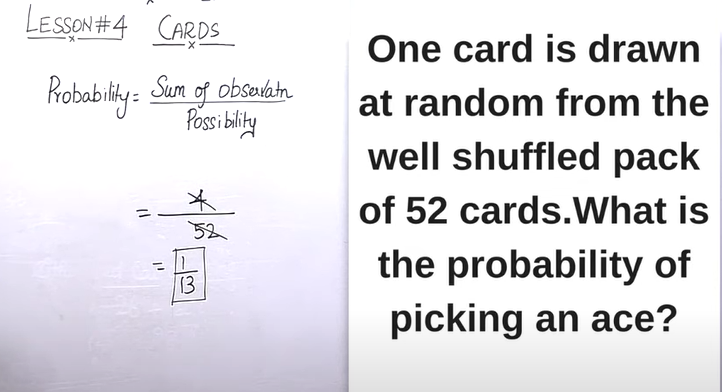 LESSON#4 CARDS
Probability = Sum of observatn
Possibility
= 4
52
= 1
13
One card is drawn
at random from the
well shuffled pack
of 52 cards.What is
the probability of
picking an ace?